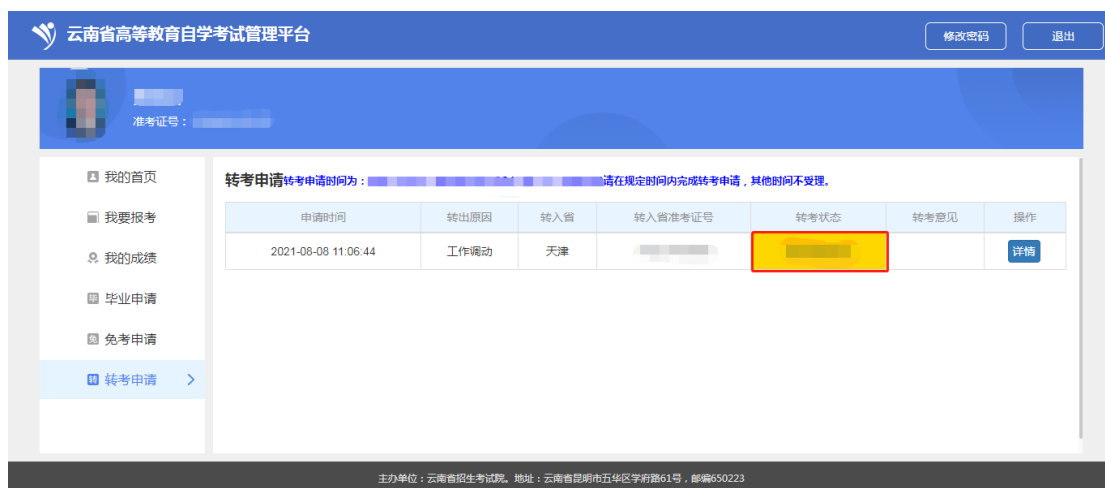 云南省高等教育自学考试管理平台
修改密码
退出
准考证号：
我的首页
我要报考
我的成绩
毕业申请
免考申请
转考申请
转考申请转考申请时间为：
请在规定时间内完成转考申请，其他时间不受理。
申请时间 转出原因 转入省 转入省准考证号 转考状态 转考意见 操作
2021-08-08 11:06:44 工作调动 天津 详情
主办单位：云南省招生考试院。地址：云南省昆明市五华区学府路61号，邮编650223